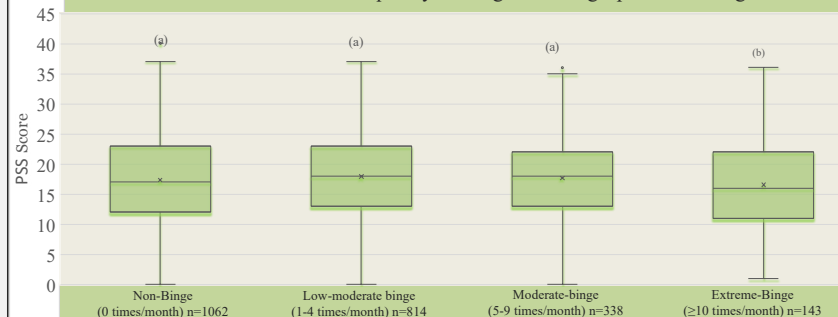 45
40
35
30
25
20
15
10
5
0
PSS Score
(a)
(a)
(a)
(b)
Non-Binge
(0 times/month) n=1062
Low-moderate binge
(1-4 times/month) n=814
Moderate-binge
(5-9 times/month) n=338
Extreme-Binge
(≥10 times/month) n=143